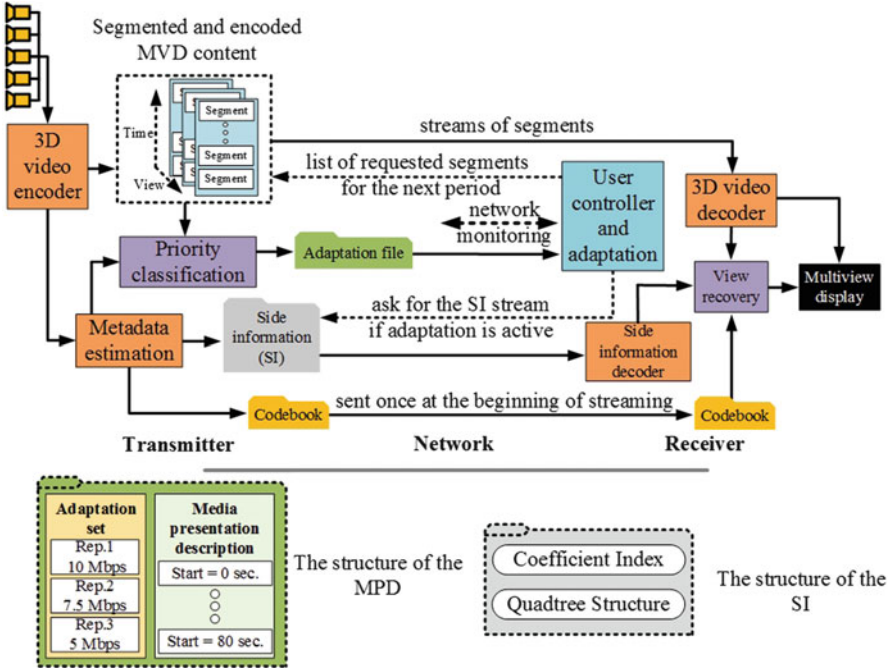 Segmented and encoded
MVD content
3D
video
encoder
Time
View
S
S
Se
S
Segment
Segment
Segment
streams of segments
list of requested segments
for the next period
User
controller
and
adaptation
network
monitoring
3D video
decoder
Priority
classification
Adaptation file
View
recovery
Multiview
display
Metadata
estimation
Side
information
(SI)
ask for the SI stream
if adaptation is active
Side
information
decoder
Codebook
sent once at the beginning of streaming
Codebook
Transmitter
Network
Receiver
Adaptation
set
Rep.1
10 Mbps
Rep.2
7.5 Mbps
Rep.3
5 Mbps
Media
presentation
description
Start = 0 sec.
Start = 80 sec.
The structure of the
MPD
Coefficient Index
Quadtree Structure
The structure of the
SI